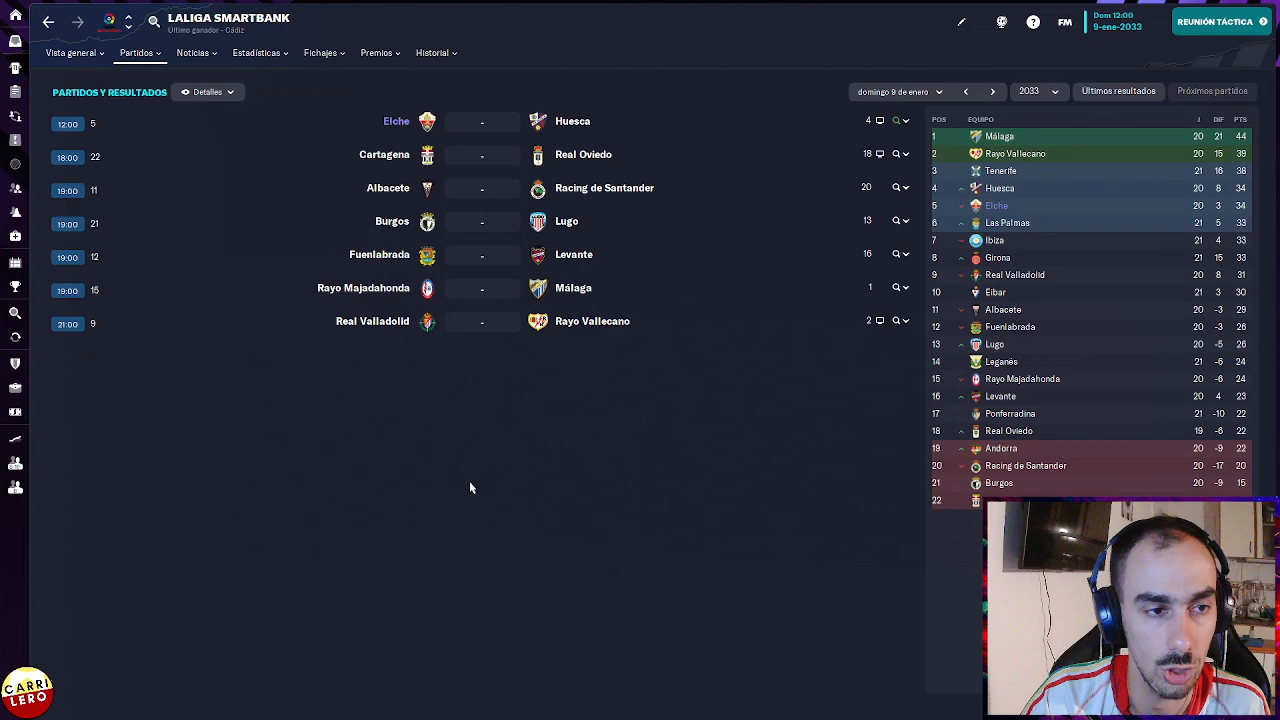 LALIGA SMARTBANK
Último ganador - Cádiz
FM
Dom 12:00
9-ene-2033
REUNIÓN TÁCTICA
Vista general
Partidos
Noticias
Estadísticas
Fichajes
Premios
Historial
PARTIDOS Y RESULTADOS
Detalles
domingo 9 de enero
2033
Últimos resultados
Próximos partidos
12:00 5 Elche - Huesca 4
18:00 22 Cartagena - Real Oviedo 18
19:00 11 Albacete - Racing de Santander 20
19:00 21 Burgos - Lugo 13
19:00 12 Fuenlabrada - Levante 16
19:00 15 Rayo Majadahonda - Málaga 1
21:00 9 Real Valladolid - Rayo Vallecano 2
POS EQUIPO J DIF PTS
1 Málaga 20 21 44
2 Rayo Vallecano 20 15 39
3 Tenerife 21 16 38
4 Huesca 20 8 34
5 Elche 20 3 34
6 Las Palmas 21 5 33
7 Ibiza 21 4 33
8 Girona 21 15 33
9 Real Valladolid 20 8 31
10 Eibar 21 3 30
11 Albacete 20 -3 29
12 Fuenlabrada 20 -3 26
13 Lugo 20 -5 26
14 Leganés 21 -6 24
15 Rayo Majadahonda 20 -6 24
16 Levante 20 4 23
17 Ponferradina 21 -10 22
18 Real Oviedo 19 -6 22
19 Andorra 20 -9 22
20 Racing de Santander 20 -17 20
21 Burgos 20 -9 15
22
CARRI
LERO